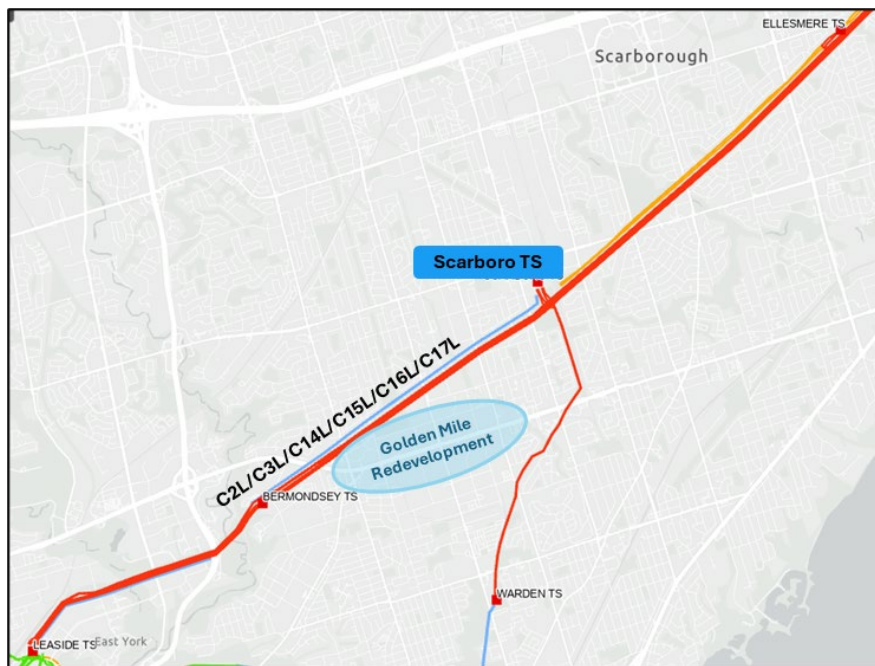 ELLESMERE TS
Scarborough
Scarboro TS
C2L/C3L/C14L/C15L/C16L/C17L
Golden Mile
Redevelopment
BERMONDSEY TS
WARDEN TS
LEASIDE TS
East York